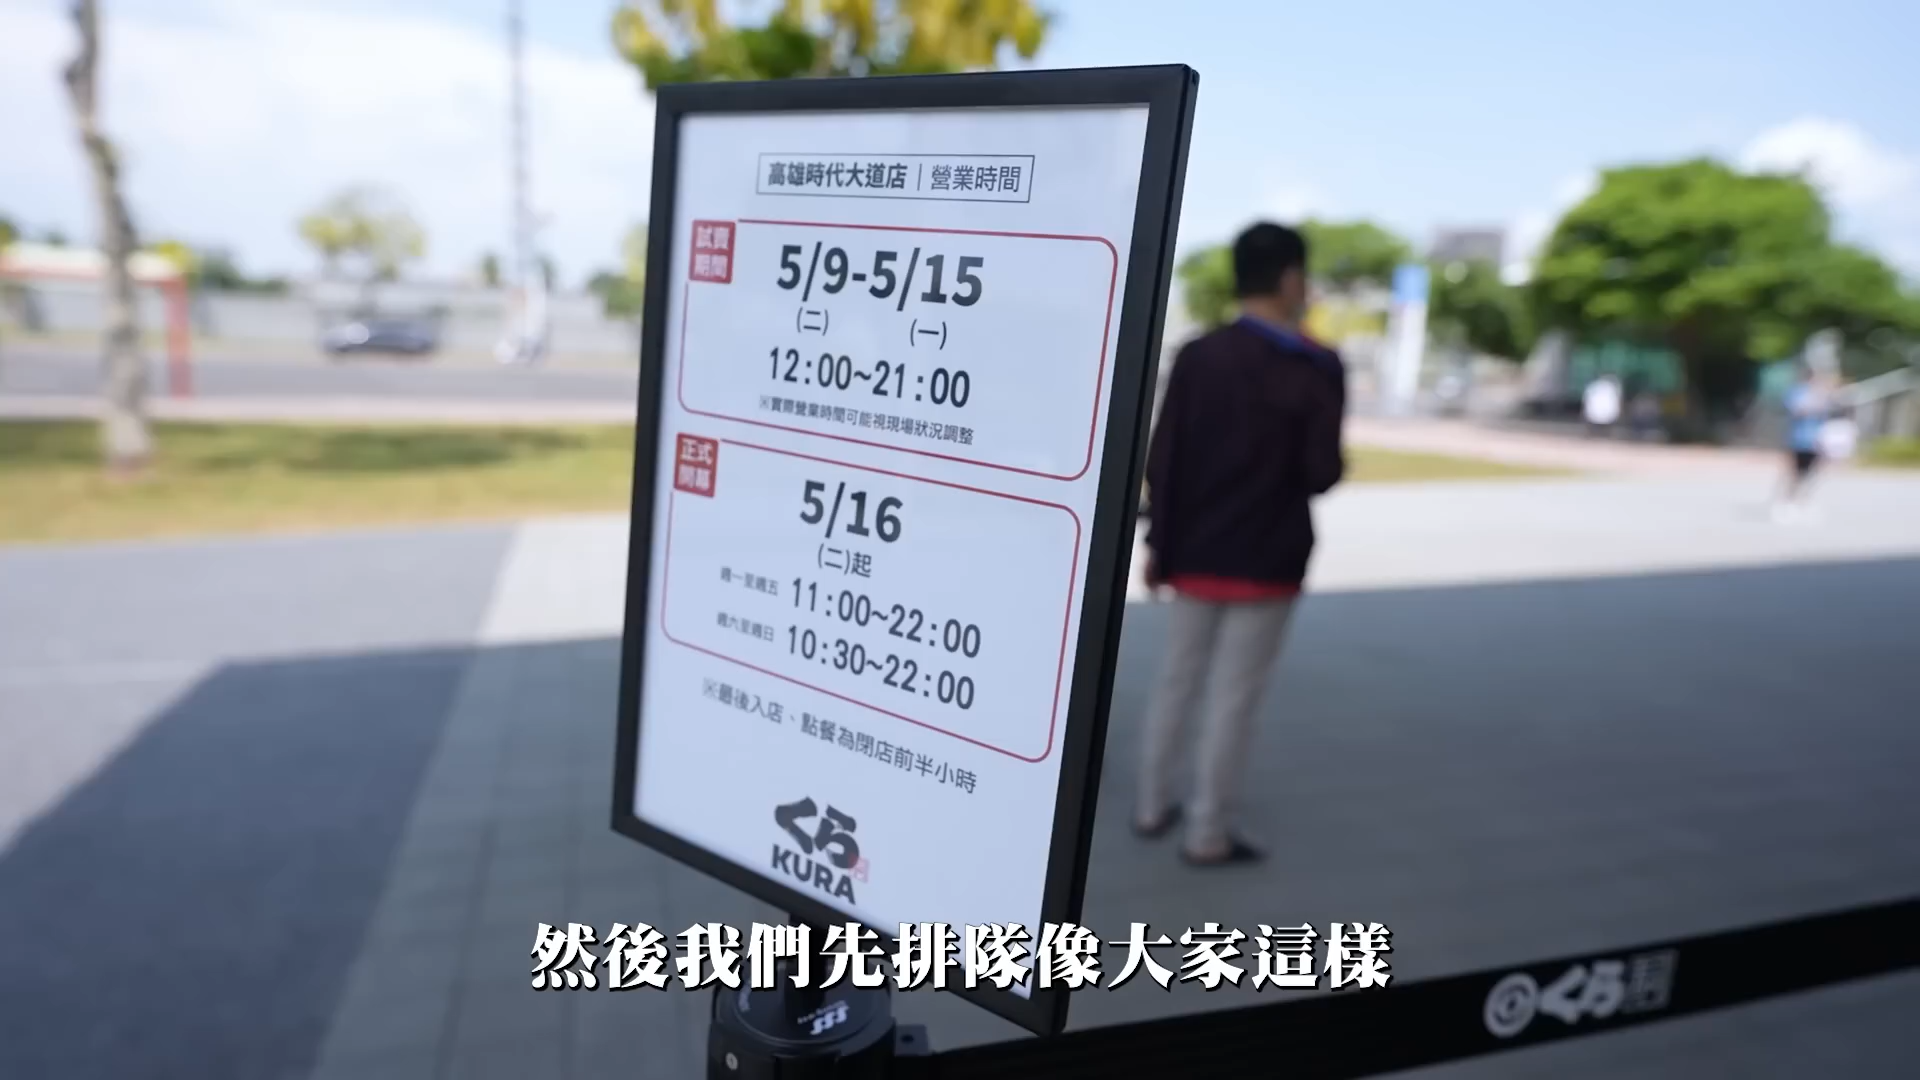 高雄時代大道店｜營業時間
試賣
期間
5/9-5/15
(二) (一)
12:00~21:00
※實際營業時間可能視現場狀況調整
正式
開幕
5/16
(二)起
週一至週五 11:00~22:00
週六至週日 10:30~22:00
※最後入店、點餐為閉店前半小時
くら
KURA
然後我們先排隊像大家這樣
くら